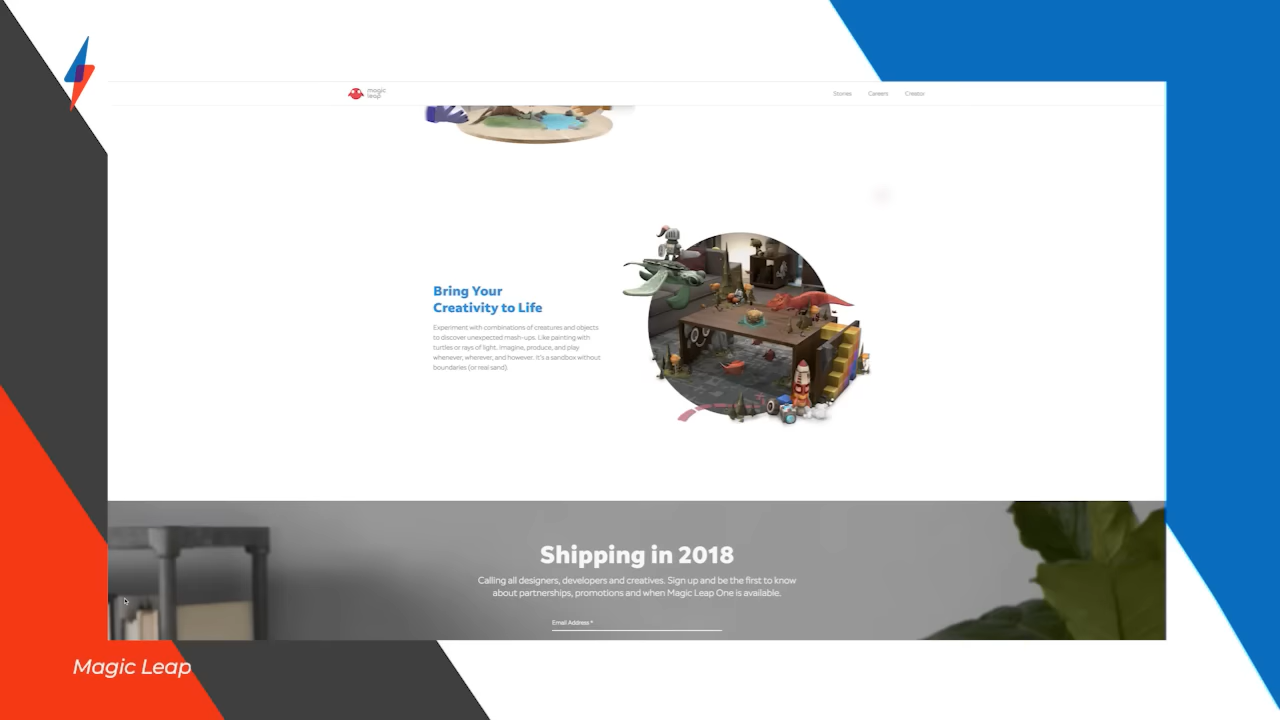 magic
leap
Stories
Careers
Creator
Bring Your
Creativity to Life
Experiment with combinations of creatures and objects
to discover unexpected mash-ups. Like painting with
turtles or rays of light. Imagine, produce, and play
whenever, wherever, and however. It's a sandbox without
boundaries (or real sand)
Shipping in 2018
Calling all designers, developers and creatives. Sign up and be the first to know
about partnerships, promotions and when Magic Leap One is available.
Email Address *
Magic Leap